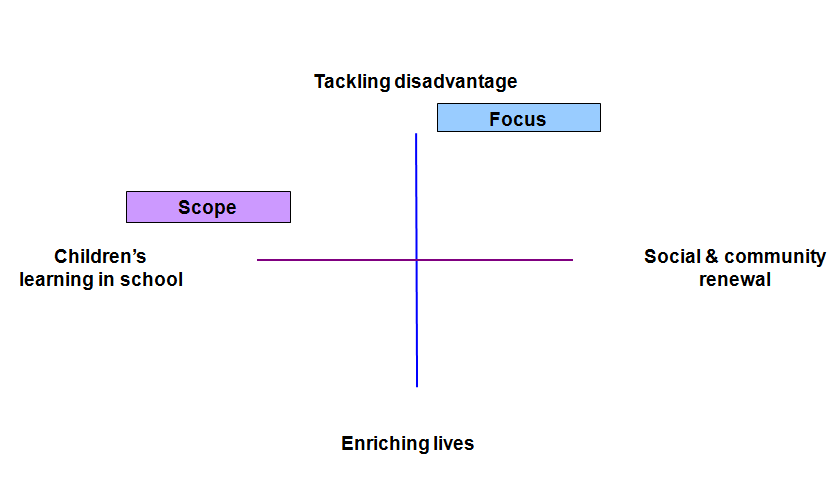 Tackling disadvantage
Focus
Scope
Children’s
learning in school
Social & community
renewal
Enriching lives